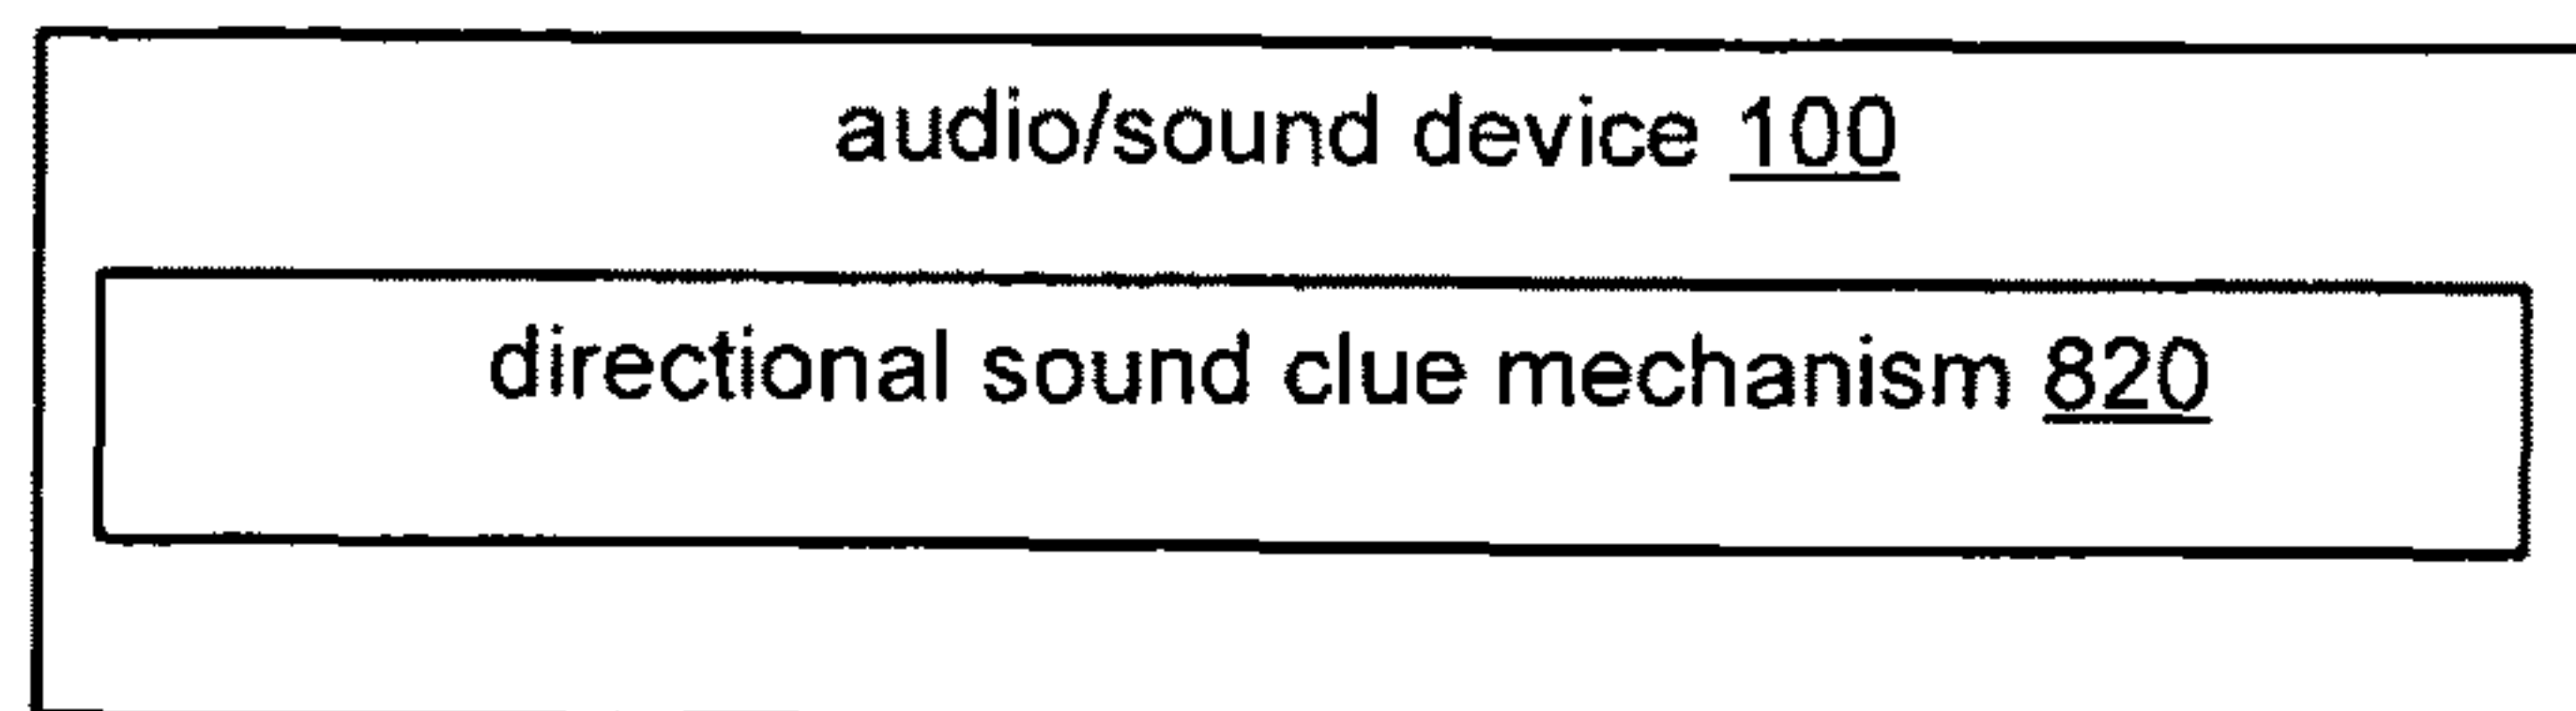 audio/sound device 100
directional sound clue mechanism 820